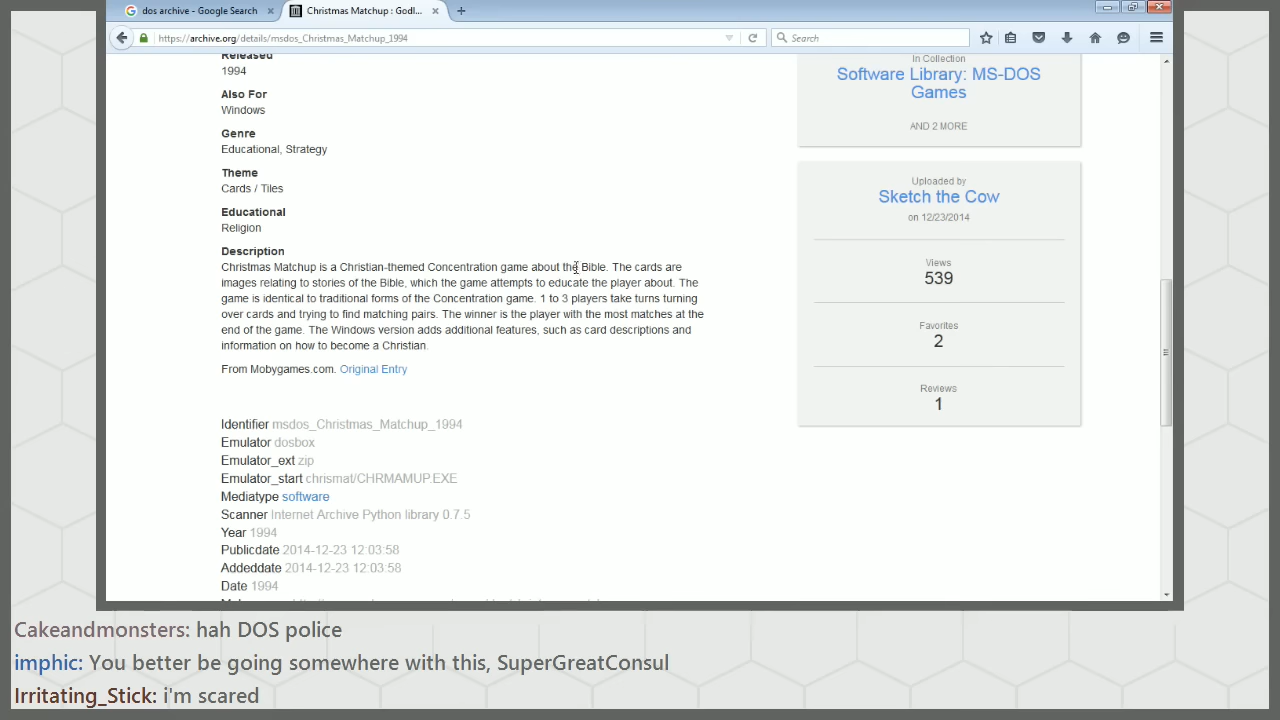 dos archive - Google Search
Christmas Matchup : Godl...
https://archive.org/details/msdos_Christmas_Matchup_1994
Search
Released
1994
Also For
Windows
Genre
Educational, Strategy
Theme
Cards / Tiles
Educational
Religion
Description
Christmas Matchup is a Christian-themed Concentration game about the Bible. The cards are
images relating to stories of the Bible, which the game attempts to educate the player about. The
game is identical to traditional forms of the Concentration game. 1 to 3 players take turns turning
over cards and trying to find matching pairs. The winner is the player with the most matches at the
end of the game. The Windows version adds additional features, such as card descriptions and
information on how to become a Christian.
From Mobygames.com. Original Entry
Identifier msdos_Christmas_Matchup_1994
Emulator dosbox
Emulator_ext zip
Emulator_start chrismat/CHRMAMUP.EXE
Mediatype software
Scanner Internet Archive Python library 0.7.5
Year 1994
Publicdate 2014-12-23 12:03:58
Addeddate 2014-12-23 12:03:58
Date 1994
In Collection
Software Library: MS-DOS
Games
AND 2 MORE
Uploaded by
Sketch the Cow
on 12/23/2014
Views
539
Favorites
2
Reviews
1
Cakeandmonsters: hah DOS police
imphic: You better be going somewhere with this, SuperGreatConsul
Irritating_Stick: i'm scared